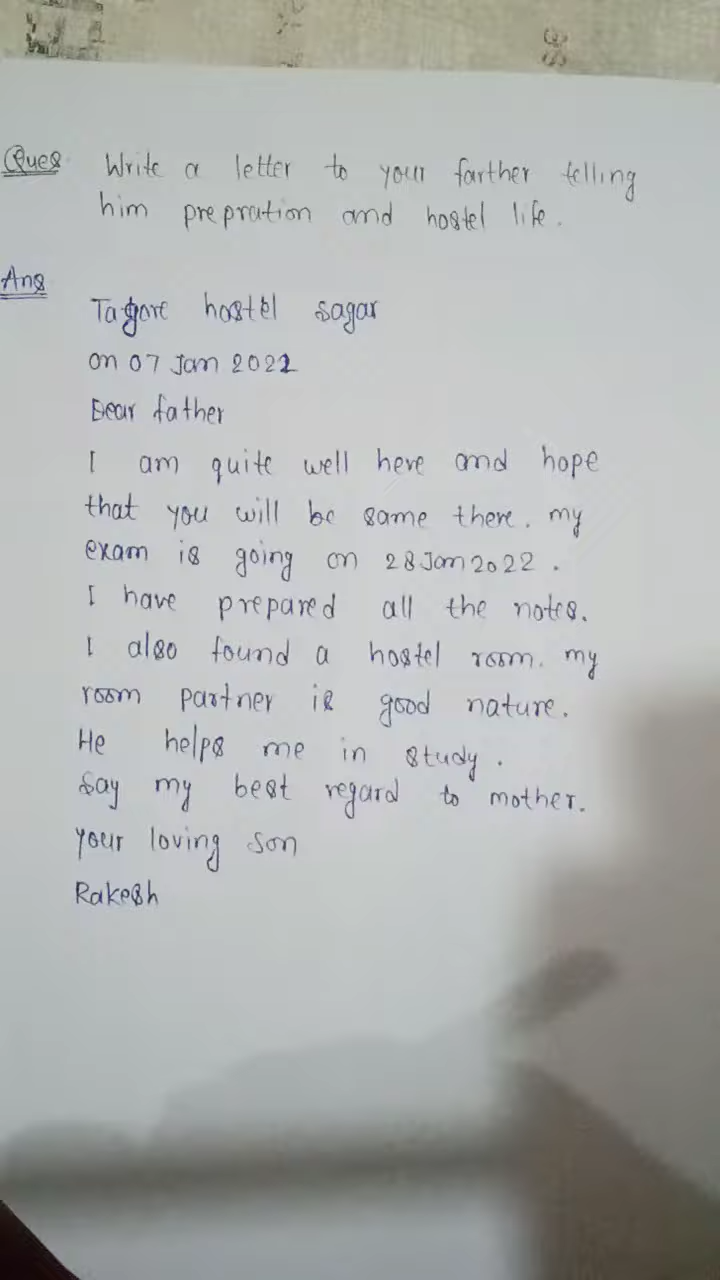 Ques. Write a letter to your farther telling
him prepration and hostel life.
Ans
Tagore hostel sagar
on 07 Jan 2022
Dear father
I am quite well here and hope
that you will be same there. my
exam is going on 28 Jan 2022 .
I have prepared all the notes.
I also found a hostel room. my
room partner is good nature.
He helps me in study .
Say my best regard to mother.
your loving son
Rakesh